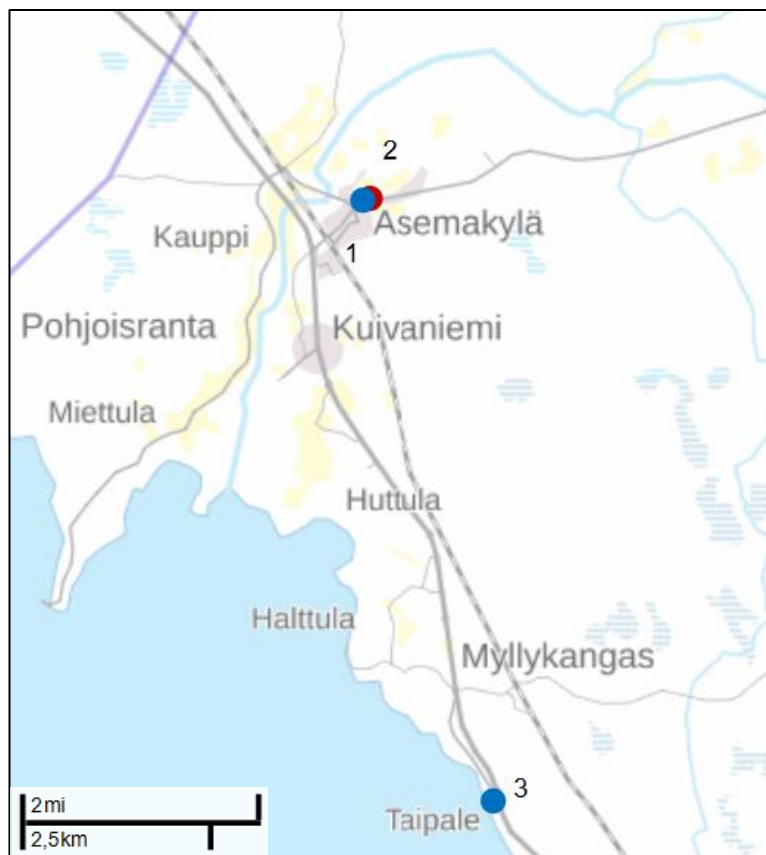 2
Asemakylä
Kauppi
1
Pohjoisranta
Kuivaniemi
Miettula
Huttula
Halttula
Myllykangas
3
Taipale
2mi
2,5km